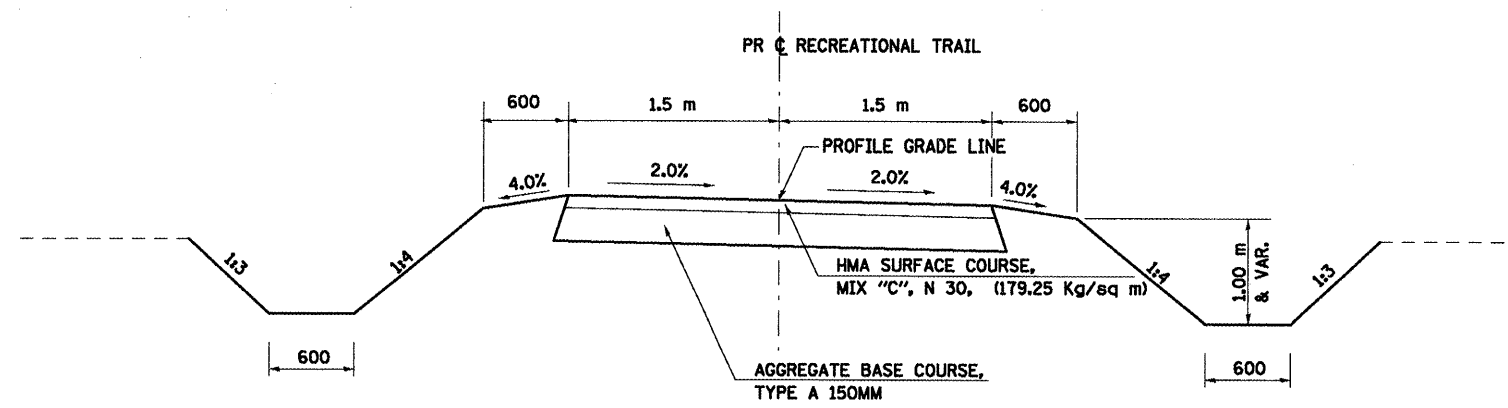 PR ℄ RECREATIONAL TRAIL
600
1.5 m
1.5 m
600
PROFILE GRADE LINE
4.0%
2.0%
2.0%
4.0%
1:3
1:4
1:4
1.00 m
& VAR.
1:3
HMA SURFACE COURSE,
MIX "C", N 30, (179.25 Kg/sq m)
600
600
AGGREGATE BASE COURSE,
TYPE A 150MM